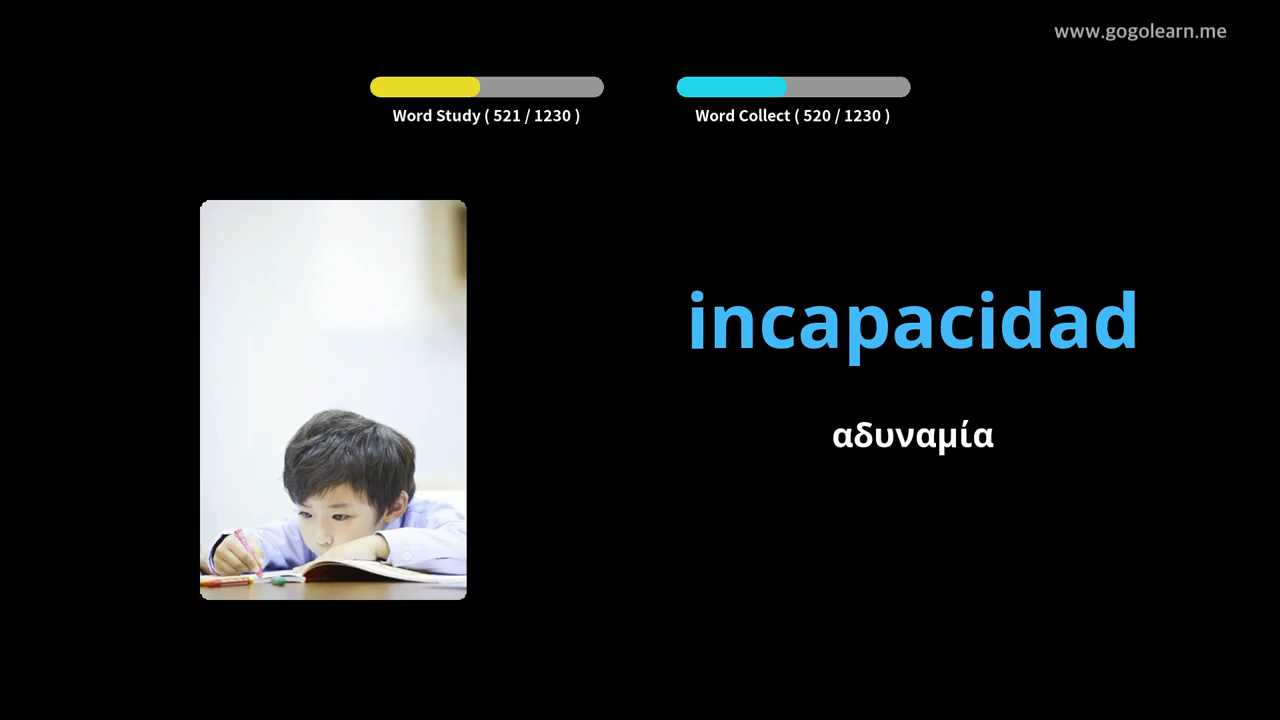 www.gogolearn.me
Word Study ( 521 / 1230 )
Word Collect ( 520 / 1230 )
incapacidad
αδυναμία